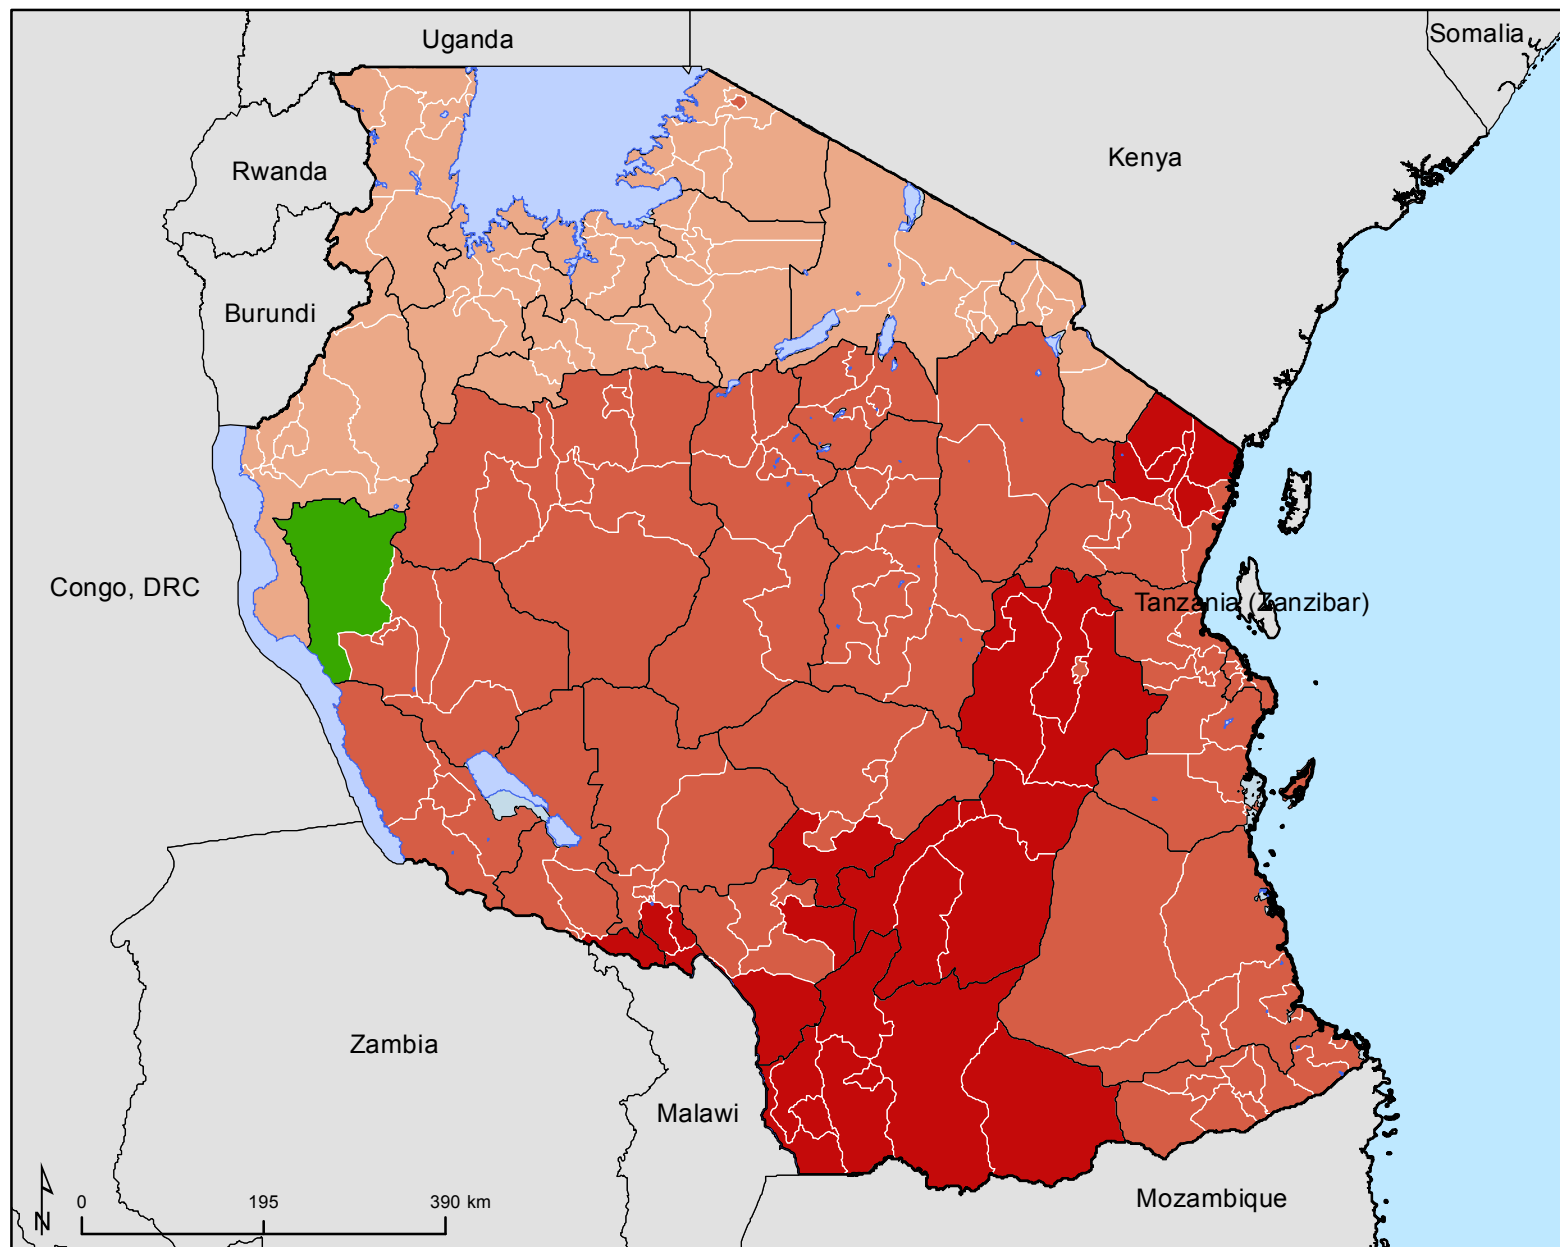 Uganda
Somalia
Kenya
Rwanda
Burundi
Congo, DRC
Tanzania (Zanzibar)
Zambia
Malawi
Mozambique
N
0 195 390 km